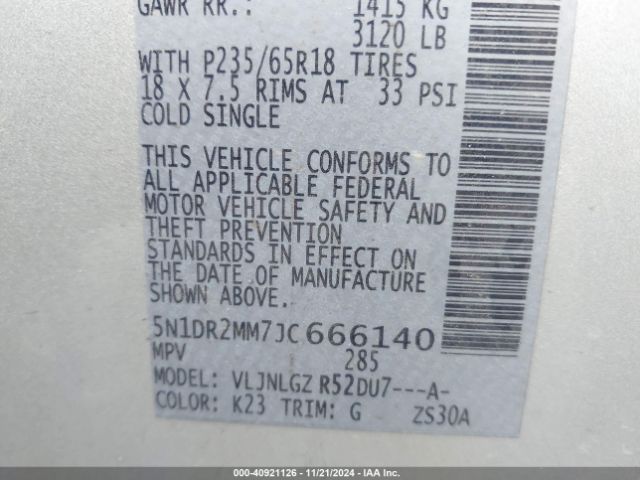 GAWR RR.: 1415 KG
3120 LB
WITH P235/65R18 TIRES
18 X 7.5 RIMS AT 33 PSI
COLD SINGLE
THIS VEHICLE CONFORMS TO
ALL APPLICABLE FEDERAL
MOTOR VEHICLE SAFETY AND
THEFT PREVENTION
STANDARDS IN EFFECT ON
THE DATE OF MANUFACTURE
SHOWN ABOVE.
5N1DR2MM7JC666140
MPV 285
MODEL: VLJNLGZ R52DU7---A-
COLOR: K23 TRIM: G ZS30A
000-40921126 - 11/21/2024 - IAA Inc.